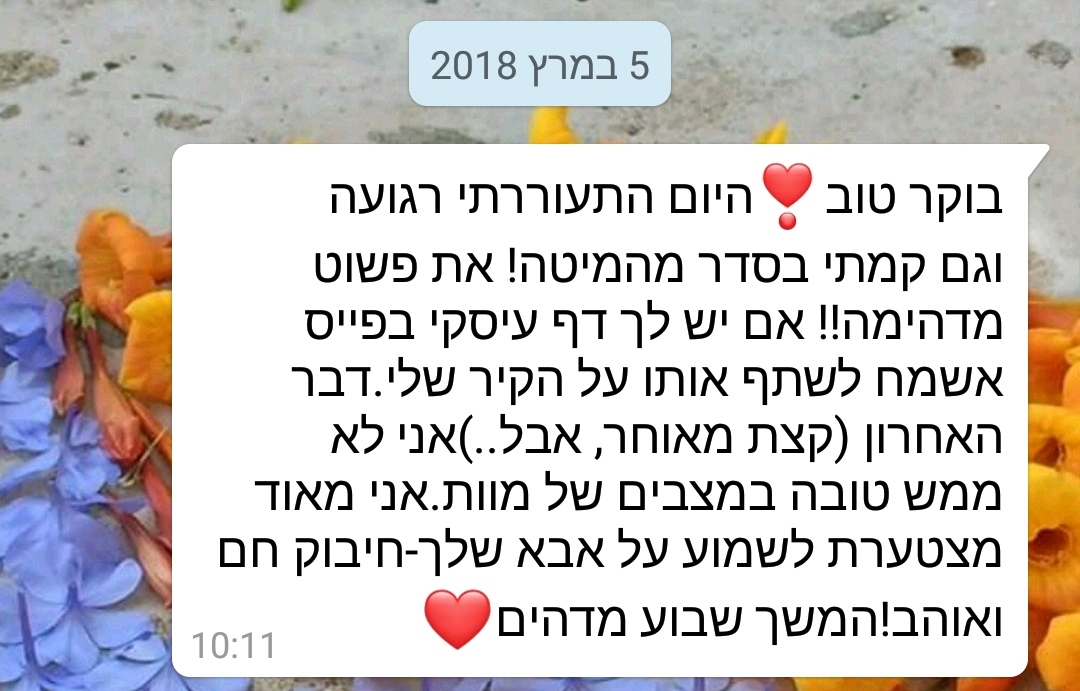 5 במרץ 2018
בוקר טוב ❣️היום התעוררתי רגועה
וגם קמתי בסדר מהמיטה! את פשוט
מדהימה!! אם יש לך דף עיסקי בפייס
אשמח לשתף אותו על הקיר שלי.דבר
האחרון (קצת מאוחר, אבל..)אני לא
ממש טובה במצבים של מוות.אני מאוד
מצטערת לשמוע על אבא שלך-חיבוק חם
ואוהב!המשך שבוע מדהים❤️
10:11